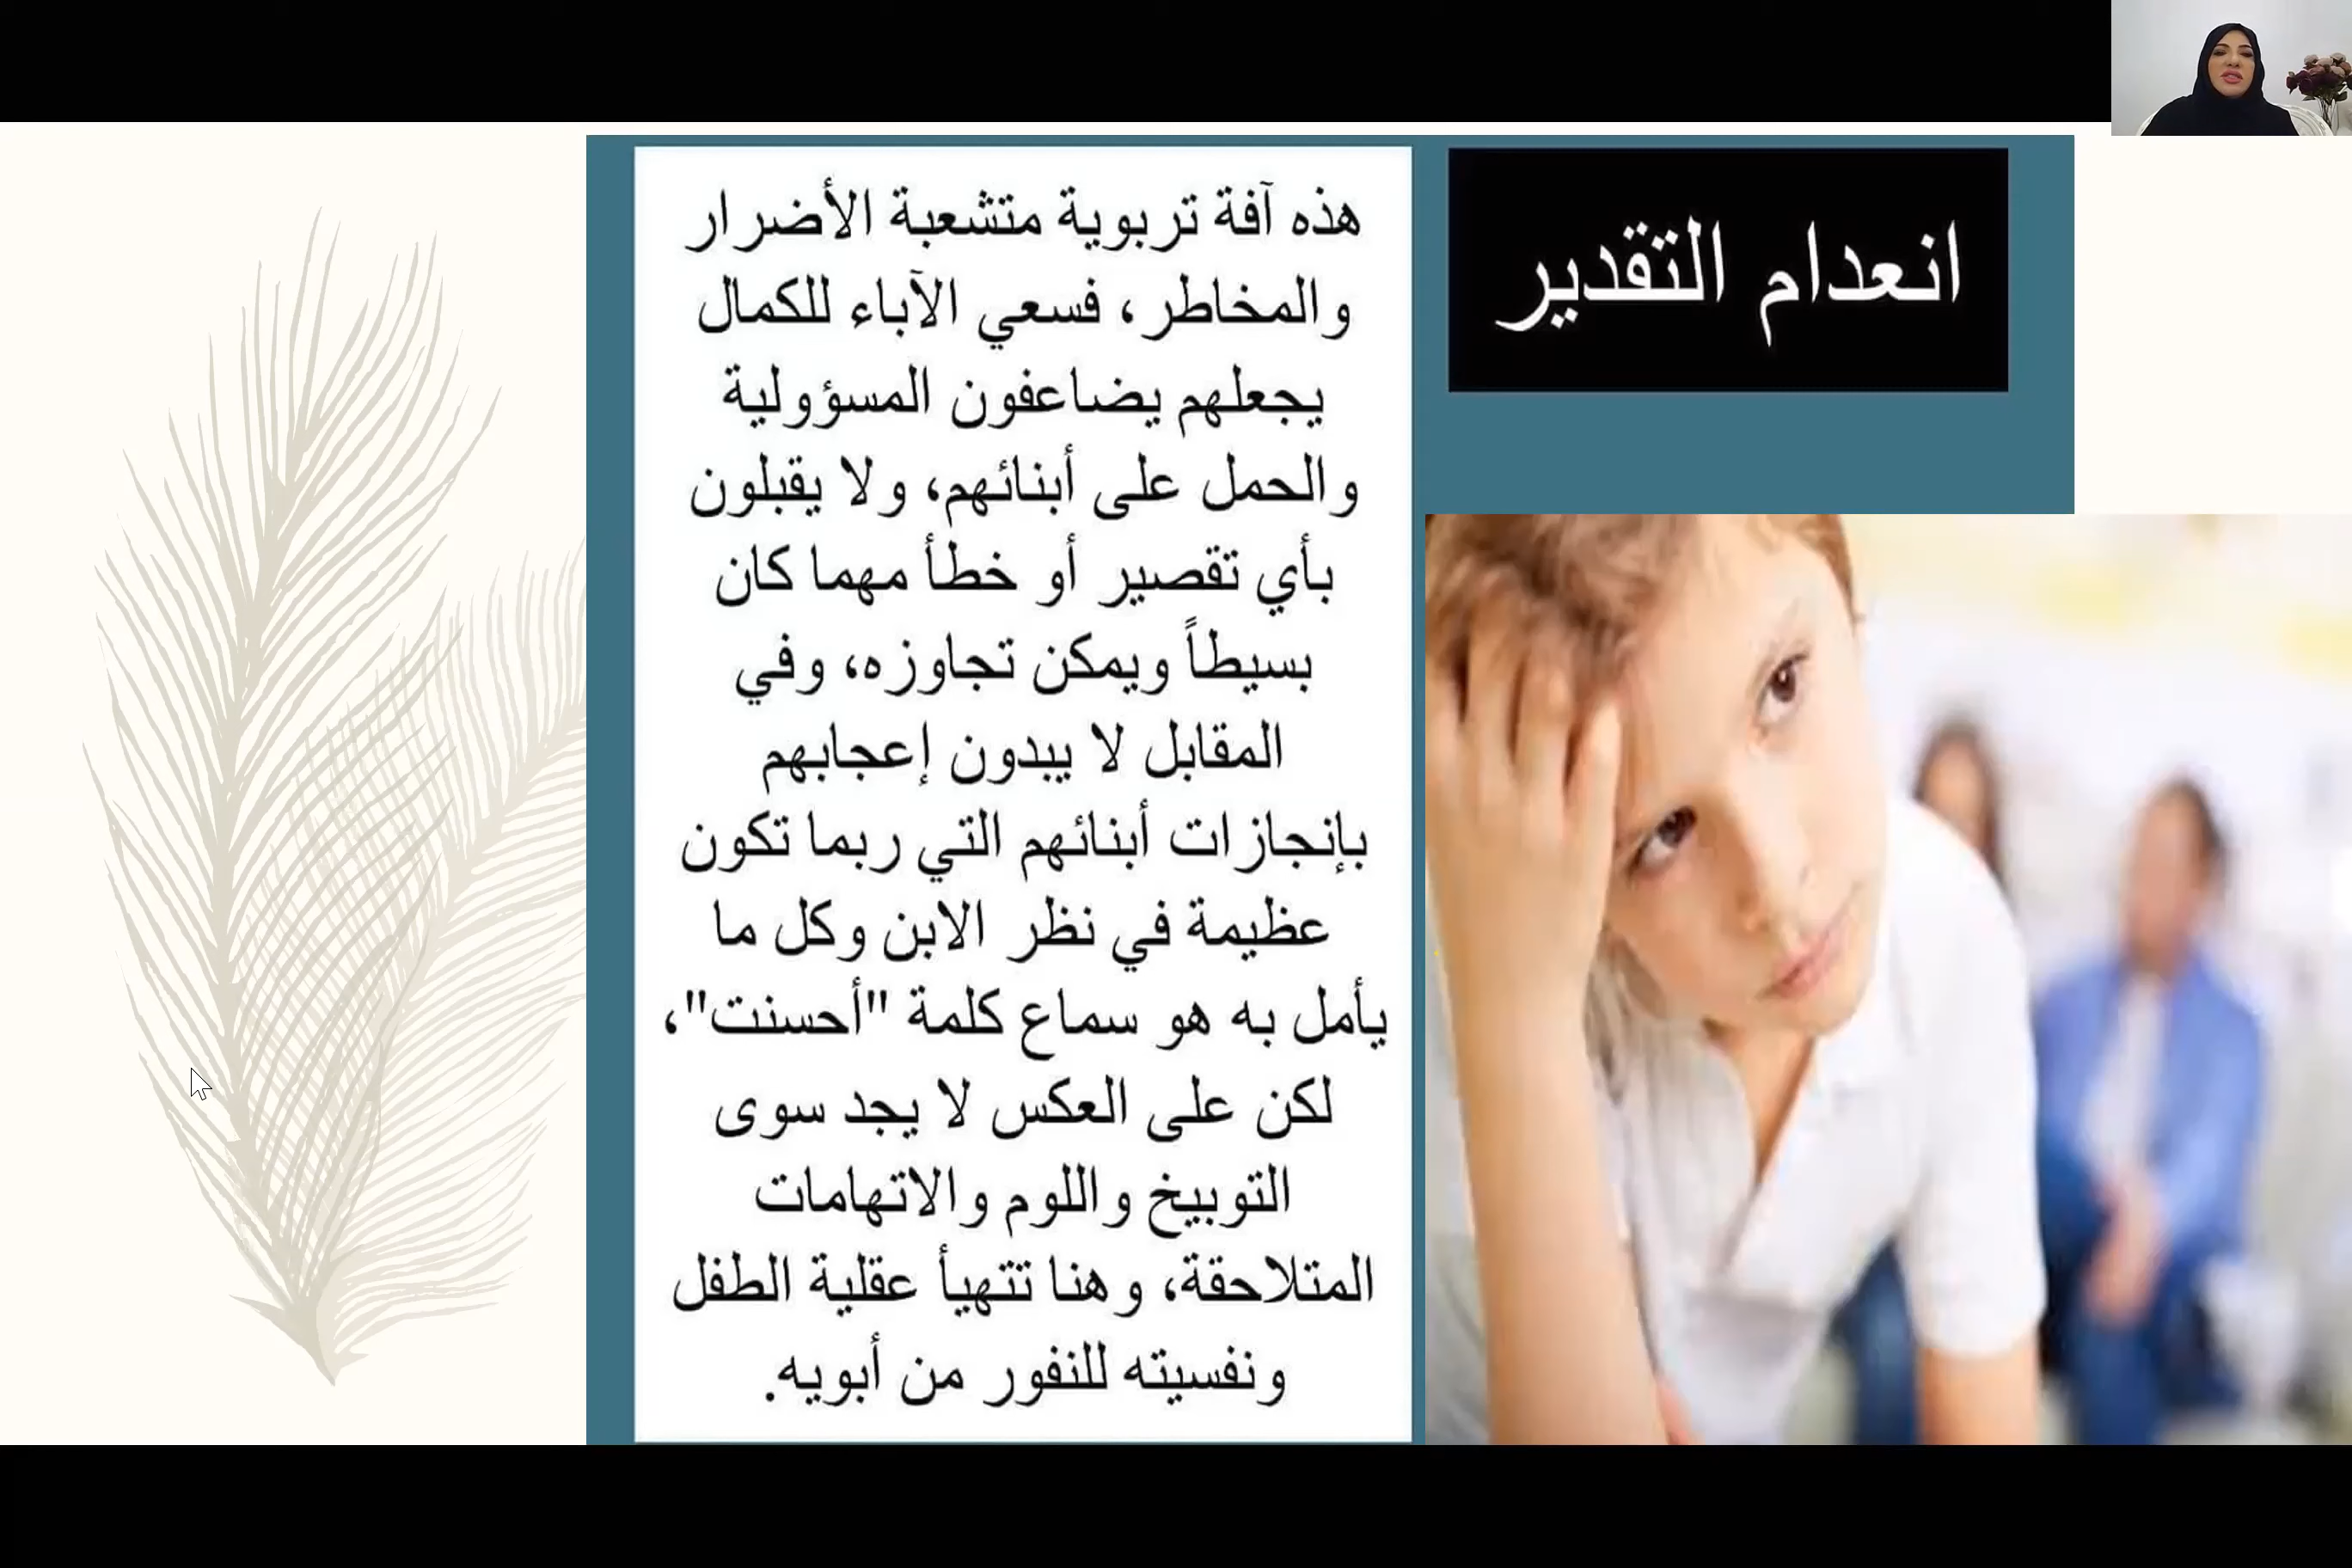 انعدام التقدير
هذه آفة تربوية متشعبة الأضرار
والمخاطر، فسعي الآباء للكمال
يجعلهم يضاعفون المسؤولية
والحمل على أبنائهم، ولا يقبلون
بأي تقصير أو خطأ مهما كان
بسيطاً ويمكن تجاوزه، وفي
المقابل لا يبدون إعجابهم
بإنجازات أبنائهم التي ربما تكون
عظيمة في نظر الابن وكل ما
يأمل به هو سماع كلمة "أحسنت"،
لكن على العكس لا يجد سوى
التوبيخ واللوم والاتهامات
المتلاحقة، وهنا تتهيأ عقلية الطفل
ونفسيته للنفور من أبويه.